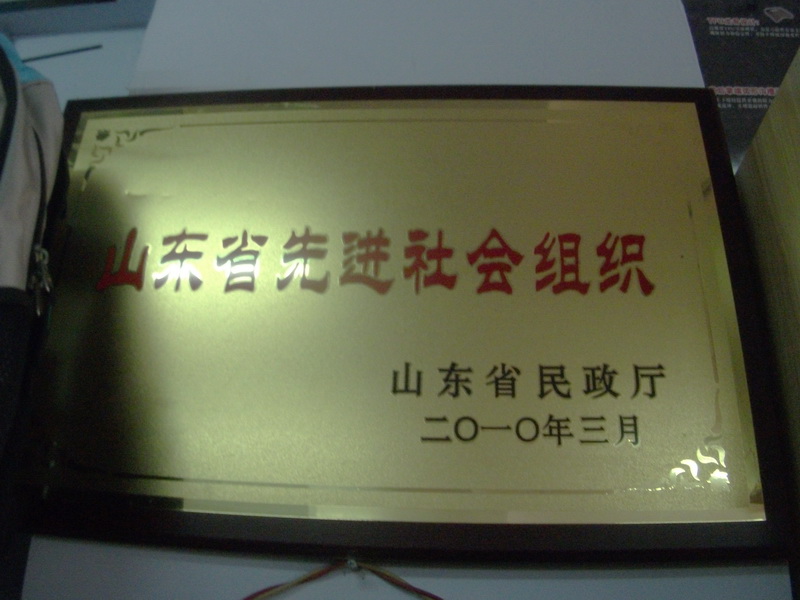 山东省先进社会组织
山东省民政厅
二〇一〇年三月